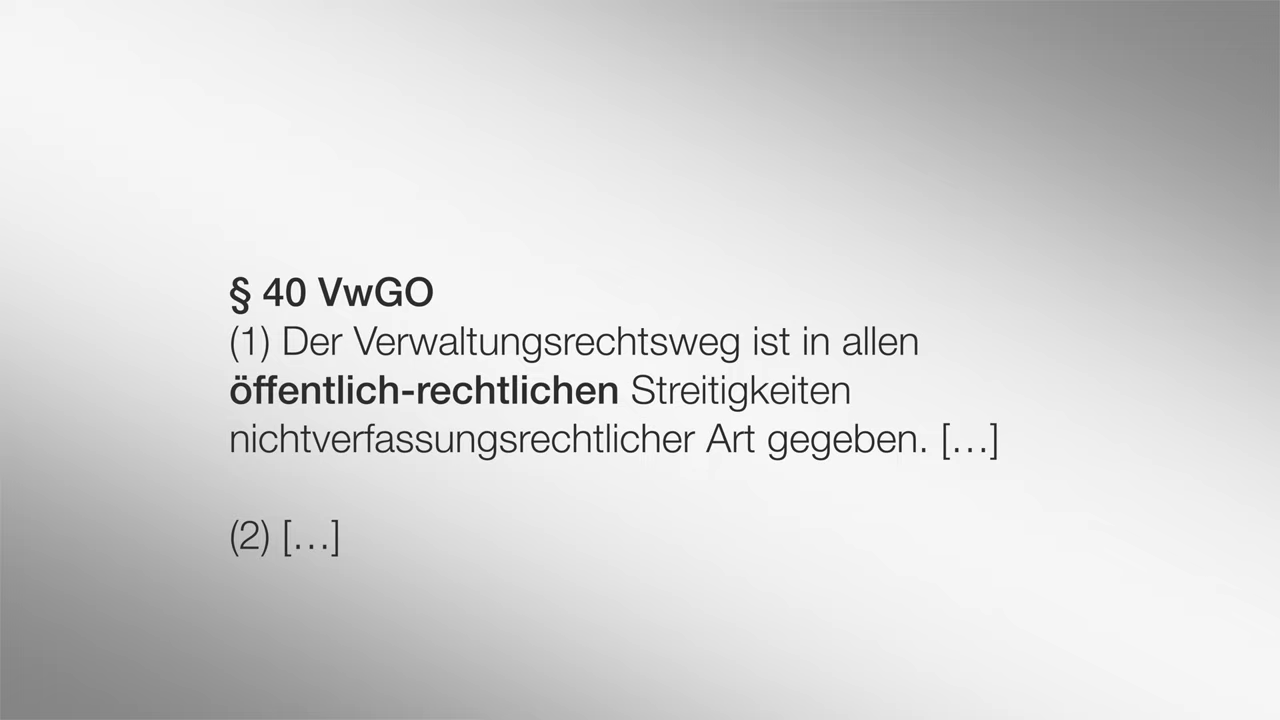 § 40 VwGO
(1) Der Verwaltungsrechtsweg ist in allen
öffentlich-rechtlichen Streitigkeiten
nichtverfassungsrechtlicher Art gegeben. […]
(2) […]